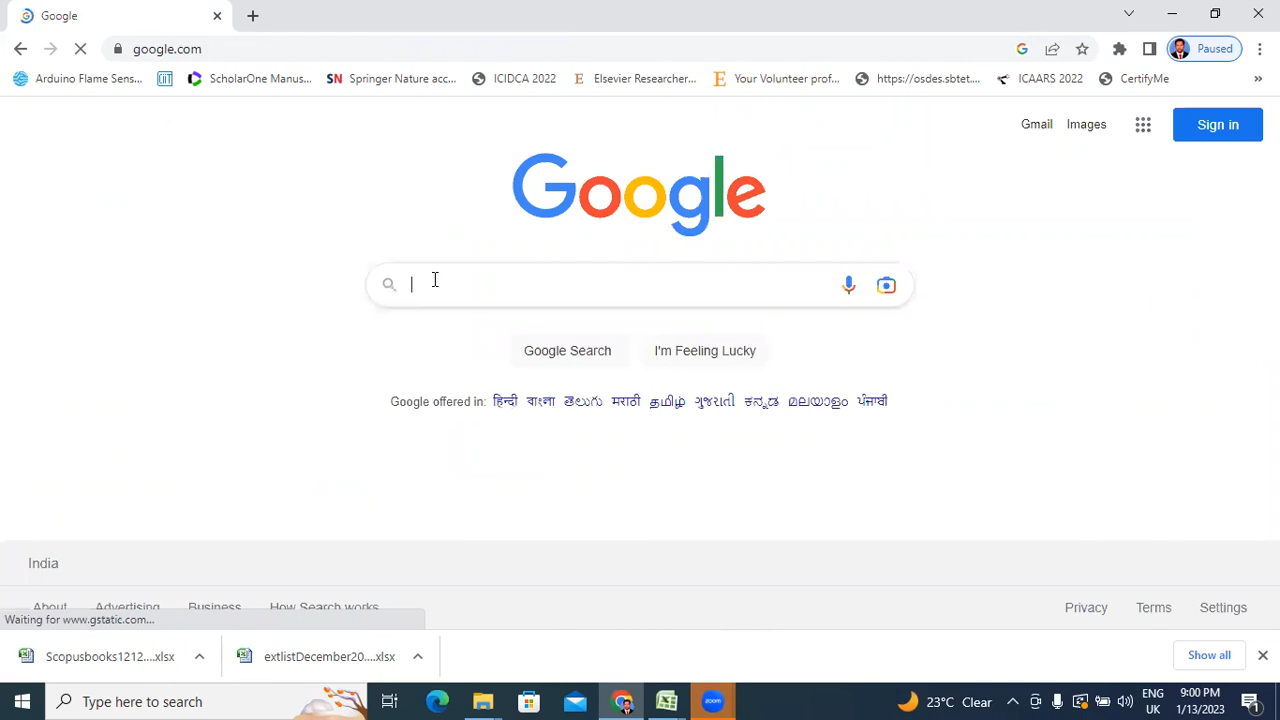 Google
google.com
Paused
Arduino Flame Sens...
ScholarOne Manus...
SN Springer Nature acc...
ICIDCA 2022
E Elsevier Researcher...
E Your Volunteer prof...
https://osdes.sbtet....
ICAARS 2022
CertifyMe
»
Gmail Images
Sign in
Google
Google Search
I'm Feeling Lucky
Google offered in: हिन्दी বাংলা తెలుగు मराठी தமிழ் ગુજરાતી ಕನ್ನಡ മലയാളം ਪੰਜਾਬੀ
India
About Advertising Business How Search works
Privacy Terms Settings
Waiting for www.gstatic.com...
Scopusbooks1212....xlsx
extlistDecember20....xlsx
Show all
Type here to search
zoom
23°C Clear
ENG
UK
9:00 PM
1/13/2023
1